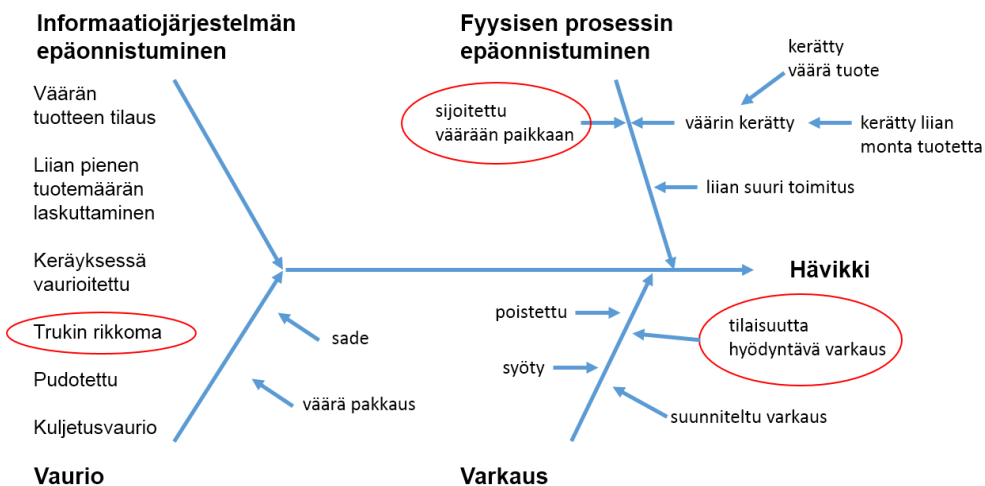 Informaatiojärjestelmän
epäonnistuminen
Väärän
tuotteen tilaus
Liian pienen
tuotemäärän
laskuttaminen
Keräyksessä
vaurioitettu
Trukin rikkoma
Pudotettu
Kuljetusvaurio
Vaurio
sade
väärä pakkaus
Fyysisen prosessin
epäonnistuminen
sijoitettu
väärään paikkaan
kerätty
väärä tuote
väärin kerätty
kerätty liian
monta tuotetta
liian suuri toimitus
Hävikki
poistettu
tilaisuutta
hyödyntävä varkaus
syöty
suunniteltu varkaus
Varkaus